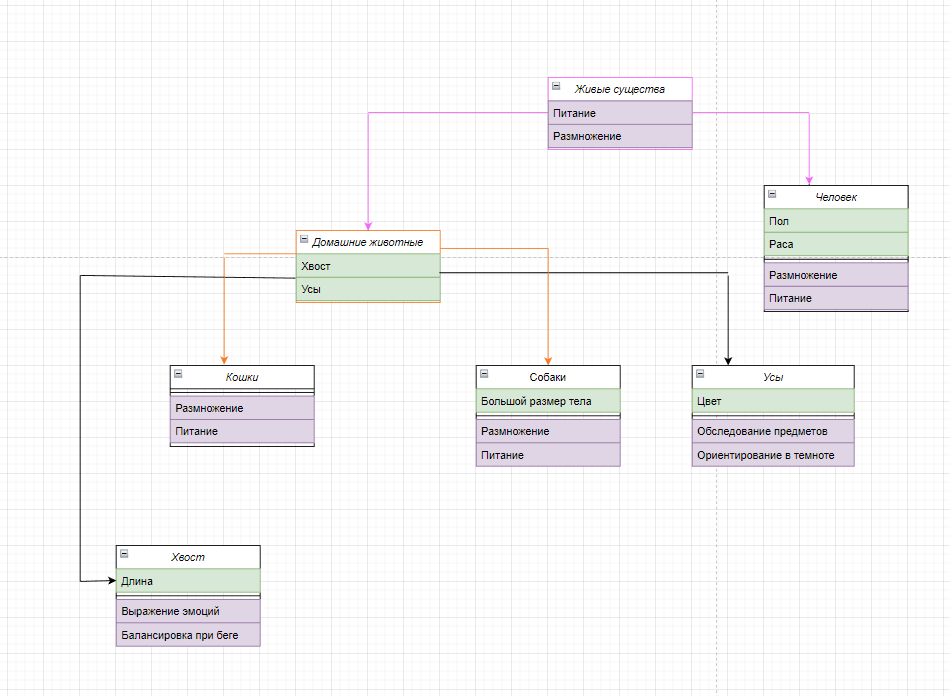 Живые существа
Питание
Размножение
Человек
Пол
Раса
Размножение
Питание
Домашние животные
Хвост
Усы
Кошки
Размножение
Питание
Собаки
Большой размер тела
Размножение
Питание
Усы
Цвет
Обследование предметов
Ориентирование в темноте
Хвост
Длина
Выражение эмоций
Балансировка при беге